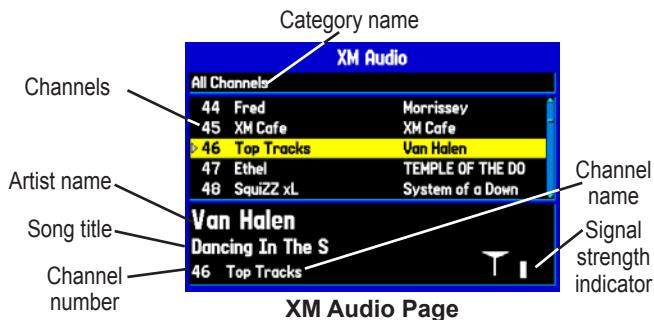 Category name
XM Audio
All Channels
Channels
44 Fred Morrissey
45 XM Cafe XM Cafe
46 Top Tracks Van Halen
47 Ethel TEMPLE OF THE DO
48 SquiZZ xL System of a Down
Channel name
Artist name
Van Halen
Song title
Dancing In The S
Signal strength indicator
Channel number
46 Top Tracks
XM Audio Page